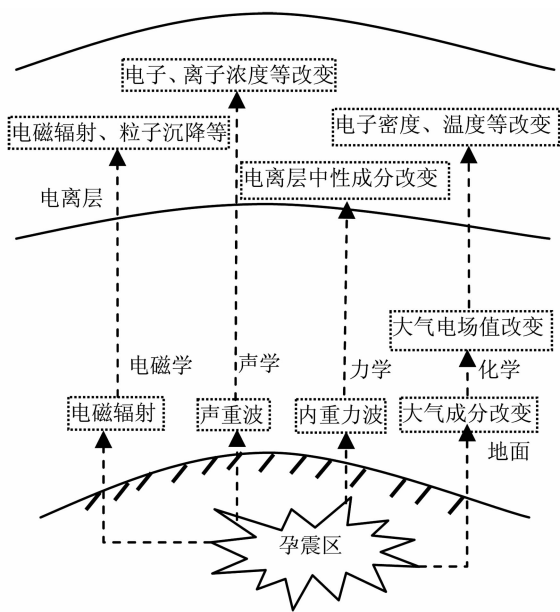 电子、离子浓度等改变
电磁辐射、粒子沉降等
电子密度、温度等改变
电离层中性成分改变
电离层
大气电场值改变
电磁学
声学
力学
化学
电磁辐射
声重波
内重力波
大气成分改变
地面
孕震区